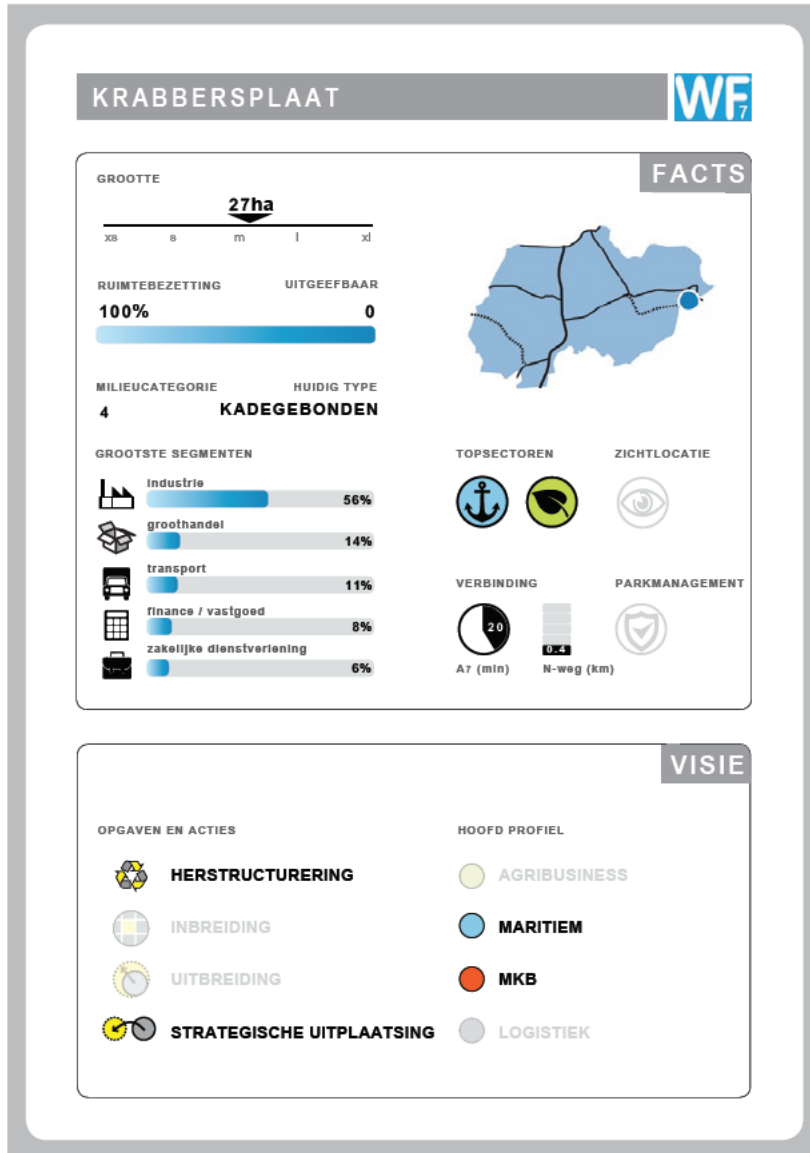 KRABBERSPLAAT
WF7
FACTS
GROOTTE
27ha
xs s m l xl
RUIMTEBEZETTING UITGEEFBAAR
100% 0
MILIEUCATEGORIE HUIDIG TYPE
4 KADEGEBONDEN
GROOTSTE SEGMENTEN
industrie
56%
groothandel
14%
transport
11%
finance / vastgoed
8%
zakelijke dienstverlening
6%
TOPSECTOREN ZICHTLOCATIE
VERBINDING PARKMANAGEMENT
20
0.4
A7 (min) N-weg (km)
VISIE
OPGAVEN EN ACTIES
HERSTRUCTURERING
INBREIDING
UITBREIDING
STRATEGISCHE UITPLAATSING
HOOFD PROFIEL
AGRIBUSINESS
MARITIEM
MKB
LOGISTIEK